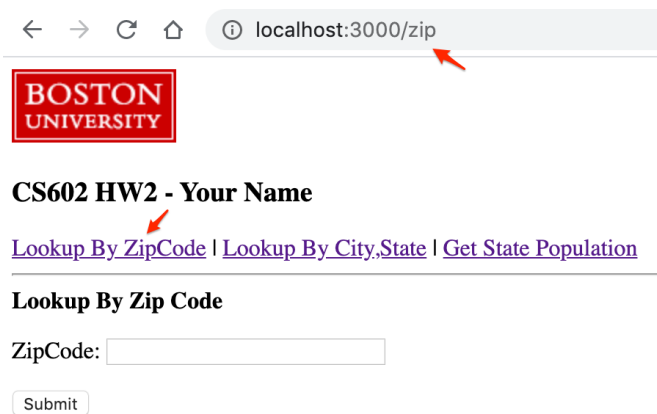 localhost:3000/zip
BOSTON
UNIVERSITY
CS602 HW2 - Your Name
Lookup By ZipCode | Lookup By City,State | Get State Population
Lookup By Zip Code
ZipCode:
Submit